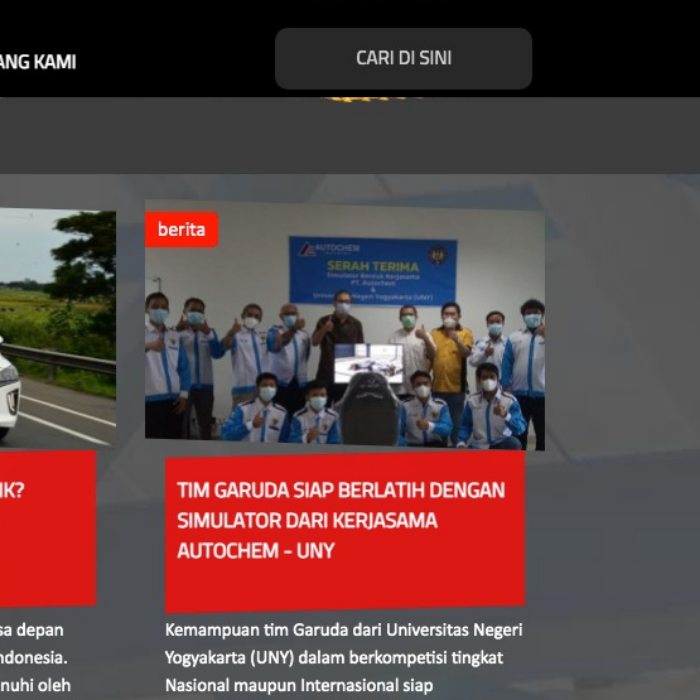 ANG KAMI
CARI DI SINI
berita
AUTOCHEM
SERAH TERIMA
Simulator Bentuk Kerjasama
PT. Autochem
&
Negeri Yogyakarta (UNY)
IK?
TIM GARUDA SIAP BERLATIH DENGAN
SIMULATOR DARI KERJASAMA
AUTOCHEM - UNY
sa depan
ndonesia.
nuhi oleh
Kemampuan tim Garuda dari Universitas Negeri
Yogyakarta (UNY) dalam berkompetisi tingkat
Nasional maupun Internasional siap